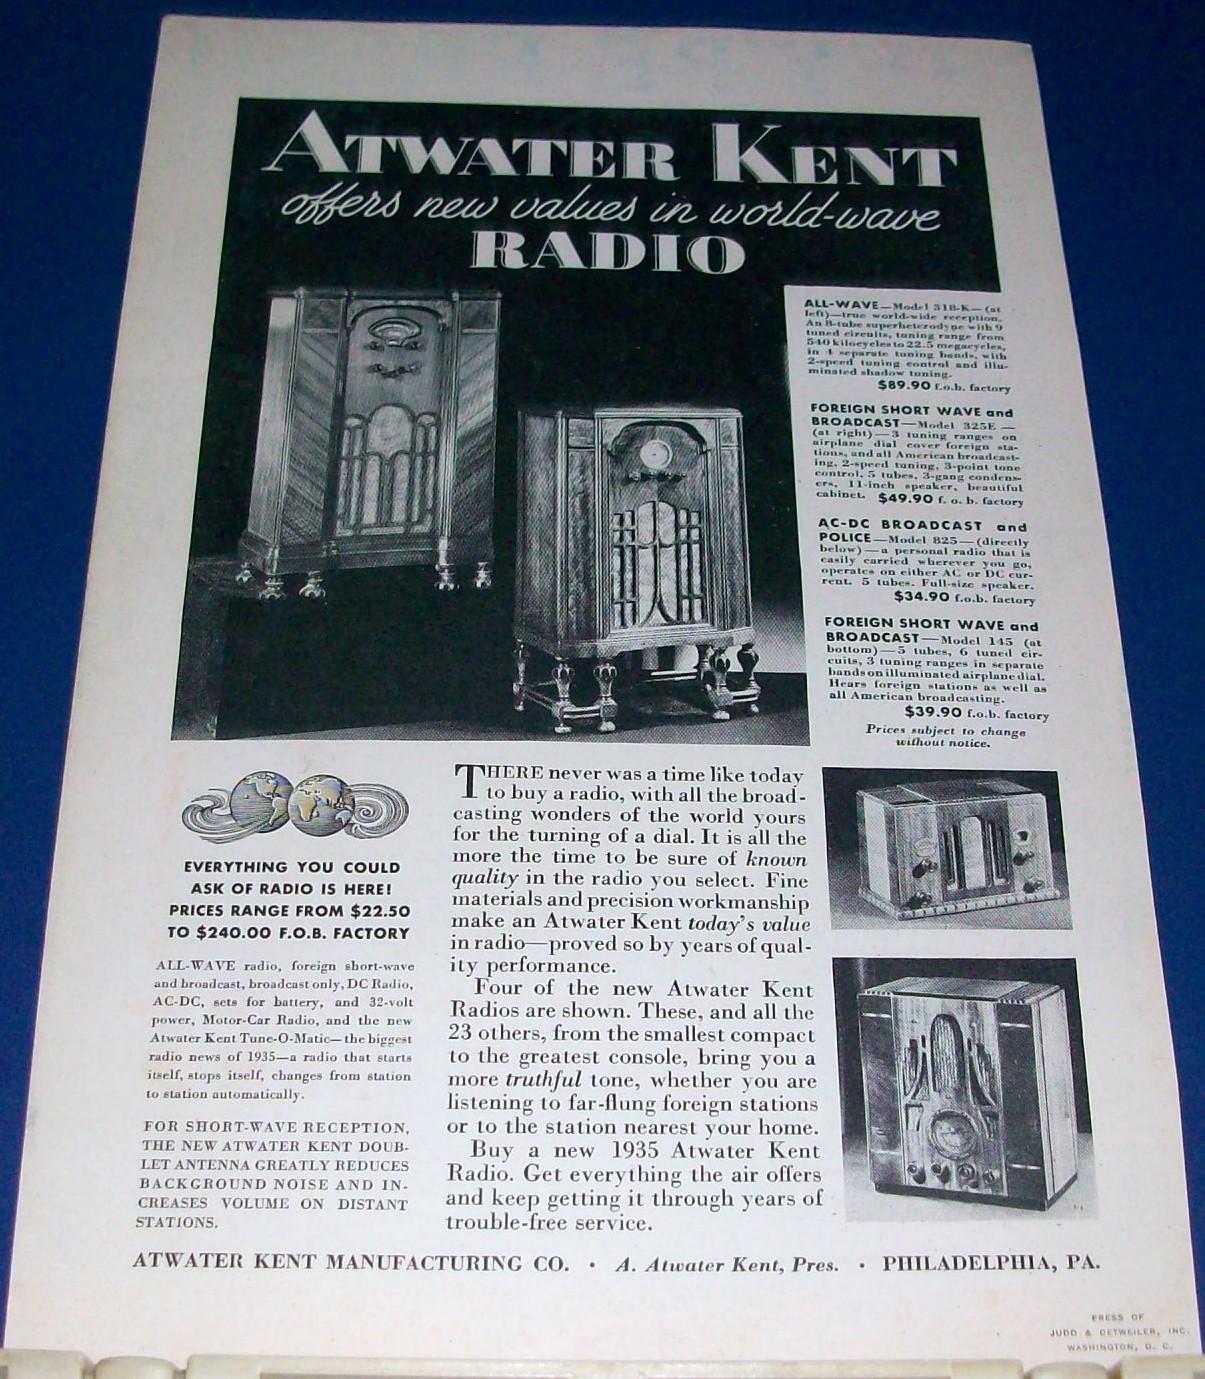 ATWATER KENT
offers new values in world-wave
RADIO
ALL-WAVE—Model 318-K—(at
left)—true world-wide reception.
An 8-tube superheterodyne with 9
tuned circuits, tuning range from
540 kilocycles to 22.5 megacycles,
in 4 separate tuning bands, with
2-speed tuning control and illu-
minated shadow tuning.
$89.90 f.o.b. factory
FOREIGN SHORT WAVE and
BROADCAST—Model 325E—
(at right)—3 tuning ranges on
airplane dial cover foreign sta-
tions, and all American broadcast-
ing, 2-speed tuning, 3-point tone
control, 5 tubes, 3-gang condens-
ers, 11-inch speaker, beautiful
cabinet. $49.90 f. o. b. factory
AC-DC BROADCAST and
POLICE—Model 825—(directly
below)—a personal radio that is
easily carried wherever you go,
operates on either AC or DC cur-
rent. 5 tubes. Full-size speaker.
$34.90 f.o.b. factory
FOREIGN SHORT WAVE and
BROADCAST—Model 145 (at
bottom)—5 tubes, 6 tuned cir-
cuits, 3 tuning ranges in separate
bands on illuminated airplane dial.
Hears foreign stations as well as
all American broadcasting.
$39.90 f.o.b. factory
Prices subject to change
without notice.
EVERYTHING YOU COULD
ASK OF RADIO IS HERE!
PRICES RANGE FROM $22.50
TO $240.00 F.O.B. FACTORY
ALL-WAVE radio, foreign short-wave
and broadcast, broadcast only, DC Radio,
AC-DC, sets for battery, and 32-volt
power, Motor-Car Radio, and the new
Atwater Kent Tune-O-Matic—the biggest
radio news of 1935—a radio that starts
itself, stops itself, changes from station
to station automatically.
FOR SHORT-WAVE RECEPTION,
THE NEW ATWATER KENT DOUB-
LET ANTENNA GREATLY REDUCES
BACKGROUND NOISE AND IN-
CREASES VOLUME ON DISTANT
STATIONS.
THERE never was a time like today
to buy a radio, with all the broad-
casting wonders of the world yours
for the turning of a dial. It is all the
more the time to be sure of known
quality in the radio you select. Fine
materials and precision workmanship
make an Atwater Kent today's value
in radio—proved so by years of qual-
ity performance.
Four of the new Atwater Kent
Radios are shown. These, and all the
23 others, from the smallest compact
to the greatest console, bring you a
more truthful tone, whether you are
listening to far-flung foreign stations
or to the station nearest your home.
Buy a new 1935 Atwater Kent
Radio. Get everything the air offers
and keep getting it through years of
trouble-free service.
ATWATER KENT MANUFACTURING CO. • A. Atwater Kent, Pres. • PHILADELPHIA, PA.
PRESS OF
JUDD & DETWEILER, INC.
WASHINGTON, D. C.